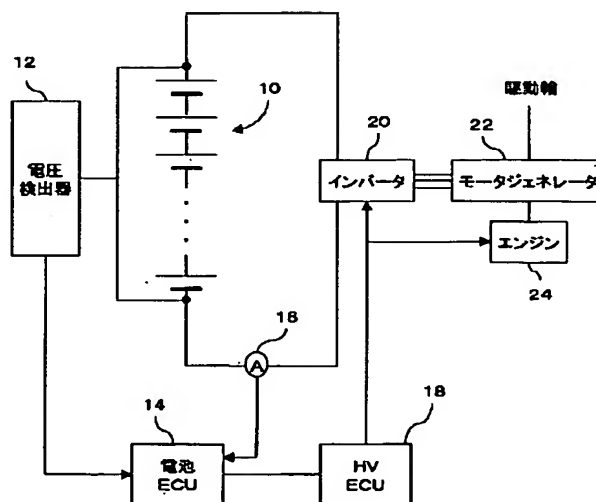 12
電圧
検出器
10
駆動輪
20
22
インバータ
モータジェネレータ
エンジン
24
18
A
14
18
電池
ECU
HV
ECU